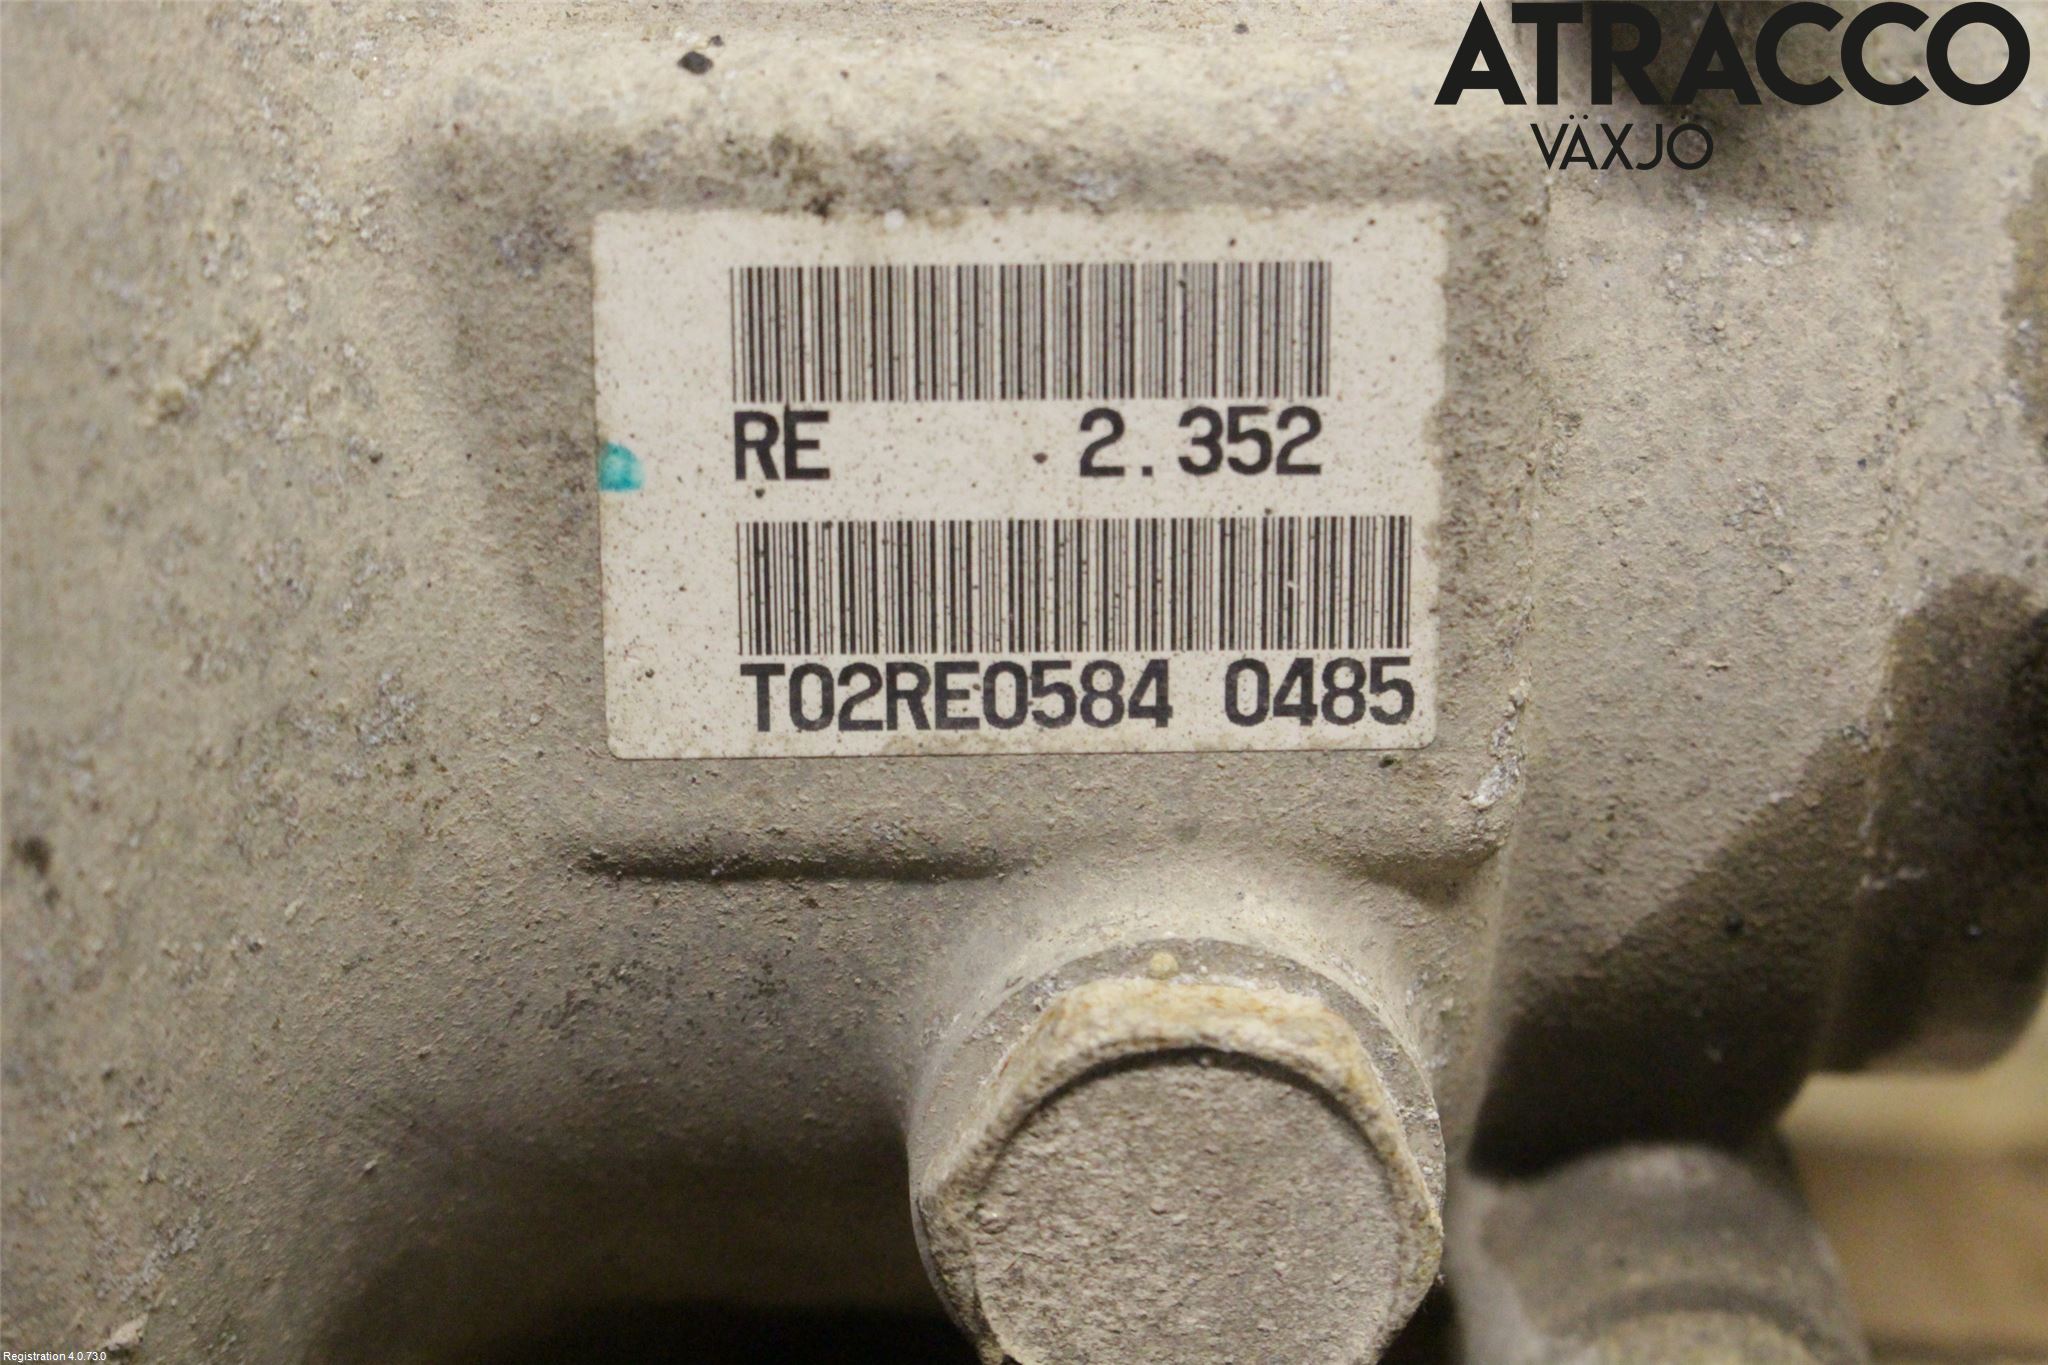 ATRACCO
VÄXJÖ
RE 2.352
T02RE0584 0485
Registration 4.0.73.0